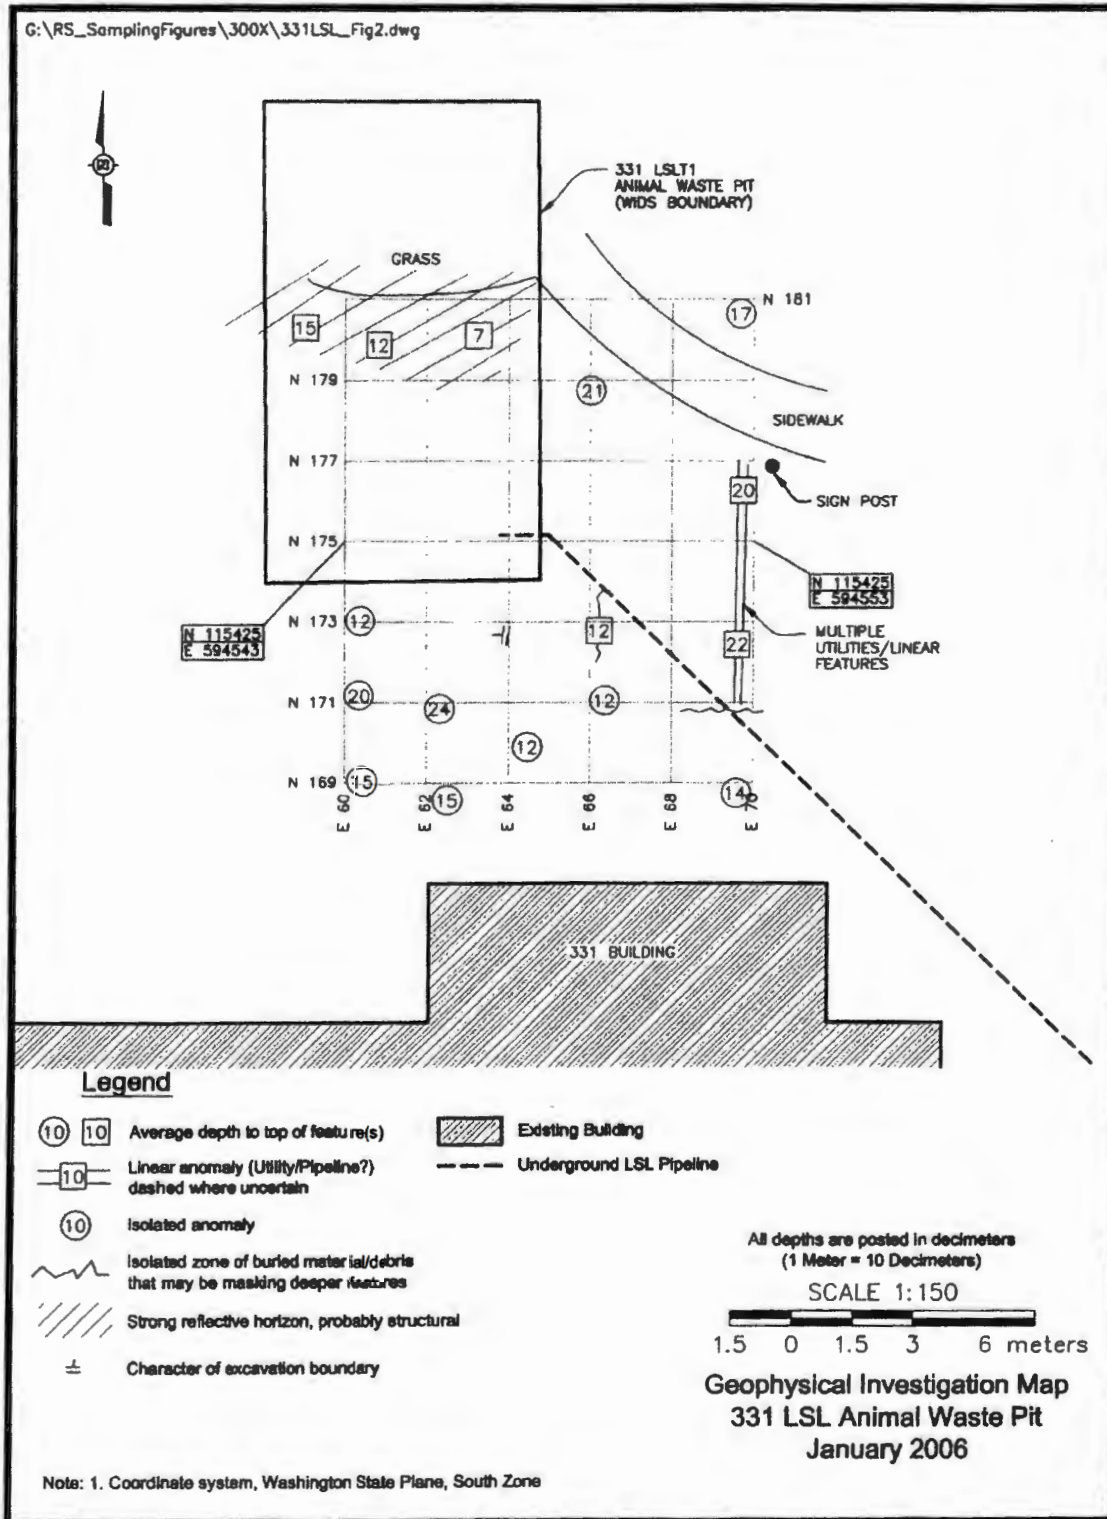 G:\RS_SamplingFigures\300X\331LSL_Fig2.dwg
331 LSLT1
ANIMAL WASTE PIT
(WIDS BOUNDARY)
GRASS
N 181
17
15
12
7
N 179
21
SIDEWALK
N 177
20
SIGN POST
N 175
N 115425
E 594553
N 173
12
12
22
MULTIPLE
UTILITIES/LINEAR
FEATURES
N 115425
E 594543
20
N 171
24
12
12
N 169
15
15
14
E 60
E 62
E 64
E 66
E 68
E 70
331 BUILDING
Legend
10 10 Average depth to top of feature(s)
10 Linear anomaly (Utility/Pipeline?)
dashed where uncertain
10 Isolated anomaly
Isolated zone of buried material/debris
that may be masking deeper features
Strong reflective horizon, probably structural
Character of excavation boundary
Existing Building
Underground LSL Pipeline
All depths are posted in decimeters
(1 Meter = 10 Decimeters)
SCALE 1:150
1.5 0 1.5 3 6 meters
Geophysical Investigation Map
331 LSL Animal Waste Pit
January 2006
Note: 1. Coordinate system, Washington State Plane, South Zone